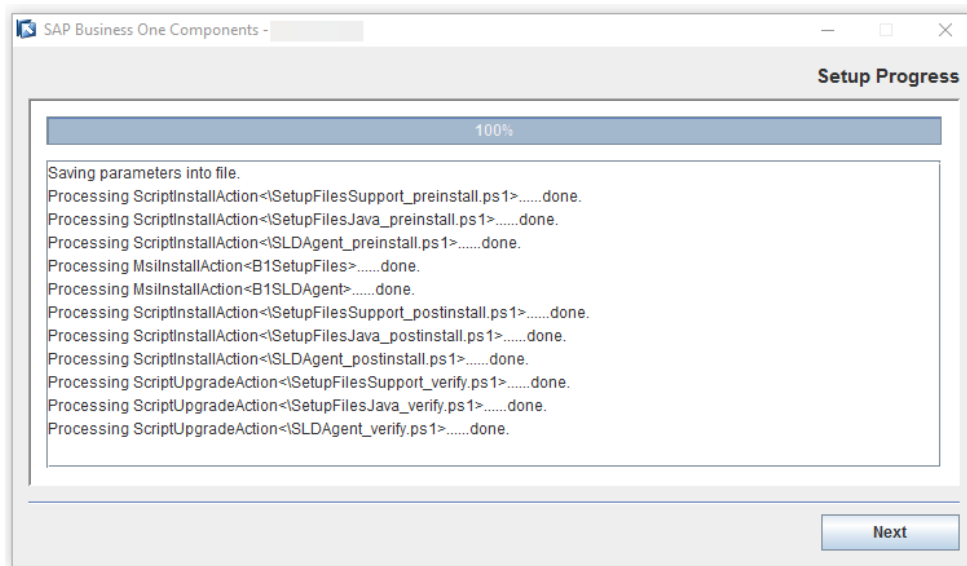 SAP Business One Components -
Setup Progress
100%
Saving parameters into file.
Processing ScriptInstallAction<\SetupFilesSupport_preinstall.ps1>......done.
Processing ScriptInstallAction<\SetupFilesJava_preinstall.ps1>......done.
Processing ScriptInstallAction<\SLDAgent_preinstall.ps1>......done.
Processing MsiInstallAction<B1SetupFiles>......done.
Processing MsiInstallAction<B1SLDAgent>......done.
Processing ScriptInstallAction<\SetupFilesSupport_postinstall.ps1>......done.
Processing ScriptInstallAction<\SetupFilesJava_postinstall.ps1>......done.
Processing ScriptInstallAction<\SLDAgent_postinstall.ps1>......done.
Processing ScriptUpgradeAction<\SetupFilesSupport_verify.ps1>......done.
Processing ScriptUpgradeAction<\SetupFilesJava_verify.ps1>......done.
Processing ScriptUpgradeAction<\SLDAgent_verify.ps1>......done.
Next